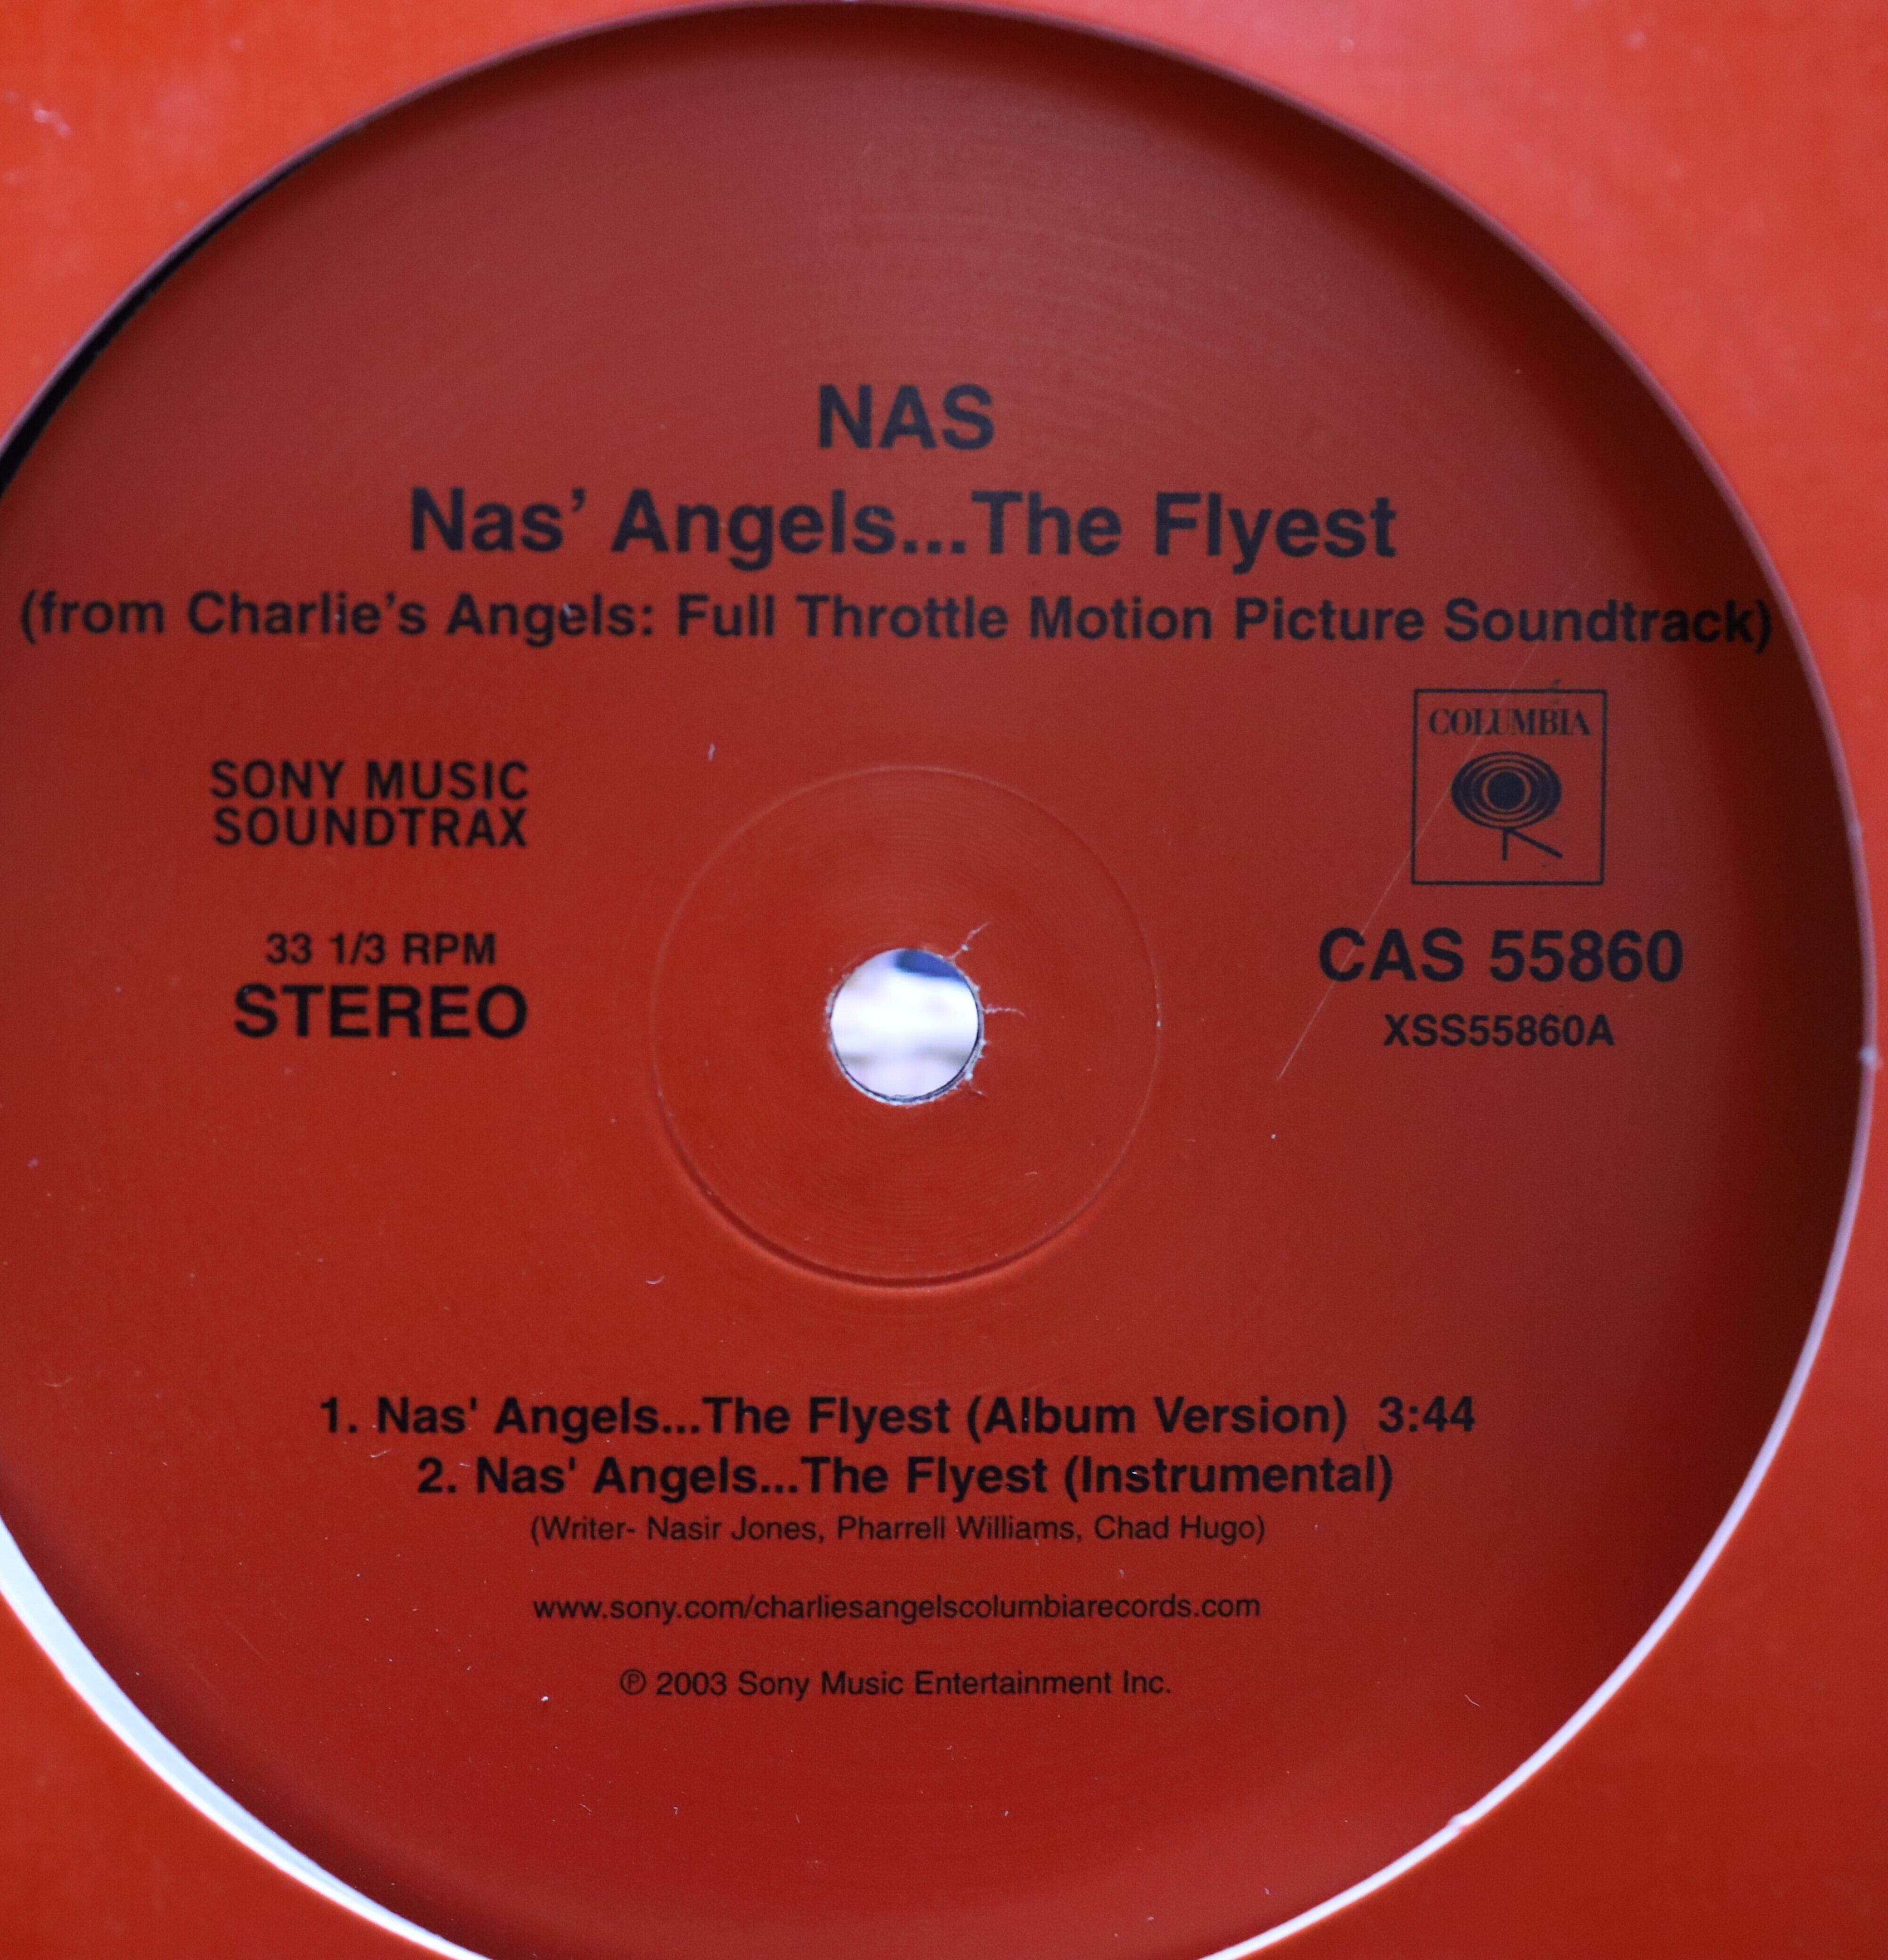 NAS
Nas’ Angels...The Flyest
(from Charlie’s Angels: Full Throttle Motion Picture Soundtrack)
SONY MUSIC
SOUNDTRAX
33 1/3 RPM
STEREO
COLUMBIA
CAS 55860
XSS55860A
1. Nas' Angels...The Flyest (Album Version) 3:44
2. Nas' Angels...The Flyest (Instrumental)
(Writer- Nasir Jones, Pharrell Williams, Chad Hugo)
www.sony.com/charliesangelscolumbiarecords.com
℗ 2003 Sony Music Entertainment Inc.